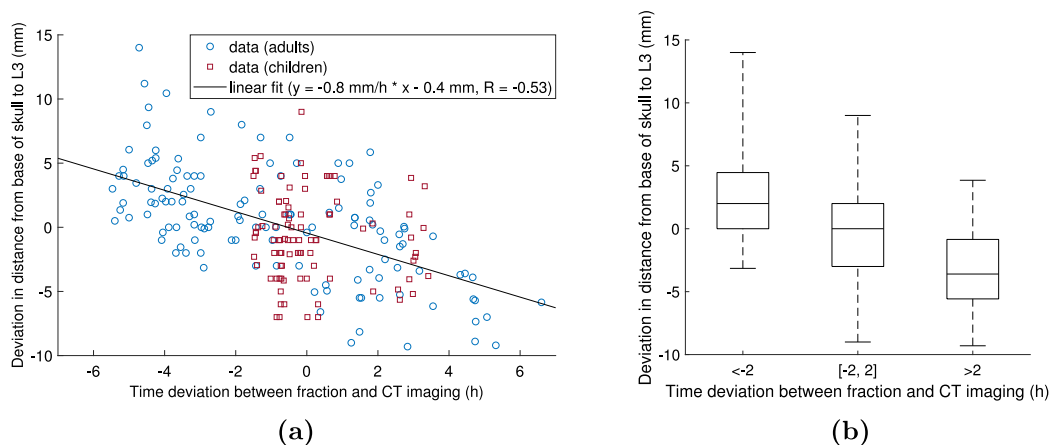 data (adults)
data (children)
linear fit (y = -0.8 mm/h * x - 0.4 mm, R = -0.53)
Deviation in distance from base of skull to L3 (mm)
15
10
5
0
-5
-10
-6
-4
-2
0
2
4
6
Time deviation between fraction and CT imaging (h)
(a)
Deviation in distance from base of skull to L3 (mm)
15
10
5
0
-5
-10
<-2
[-2, 2]
>2
Time deviation between fraction and CT imaging (h)
(b)